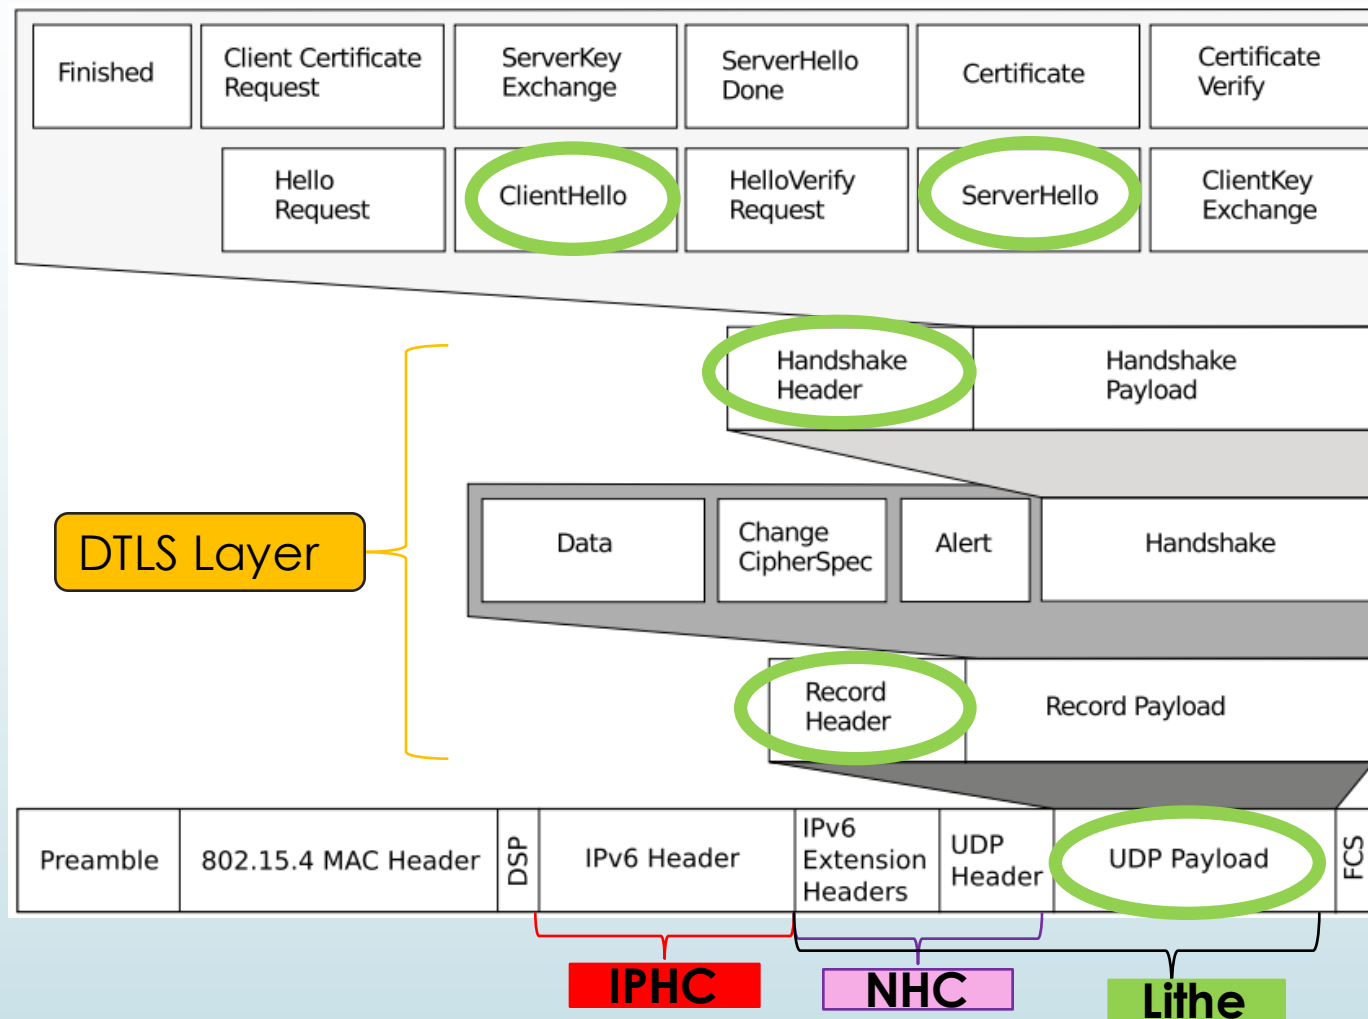 Finished
Client Certificate
Request
ServerKey
Exchange
ServerHello
Done
Certificate
Certificate
Verify
Hello
Request
ClientHello
HelloVerify
Request
ServerHello
ClientKey
Exchange
Handshake
Header
Handshake
Payload
DTLS Layer
Data
Change
CipherSpec
Alert
Handshake
Record
Header
Record Payload
Preamble
802.15.4 MAC Header
DSP
IPv6 Header
IPv6
Extension
Headers
UDP
Header
UDP Payload
FCS
IPHC
NHC
Lithe